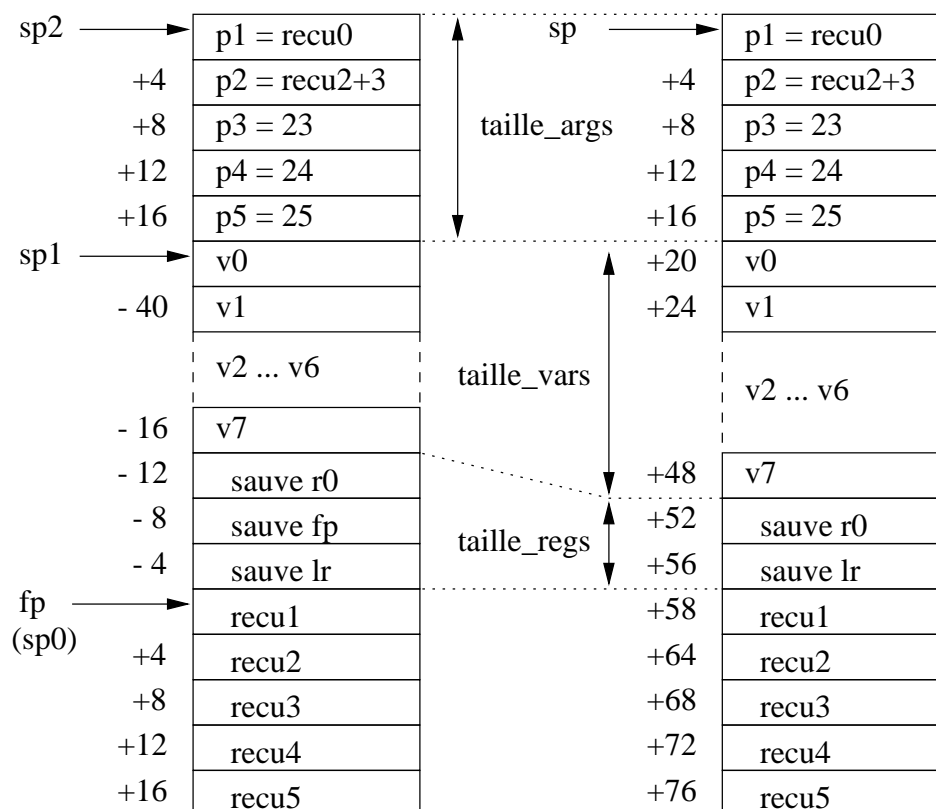 sp2 p1 = recu0 sp p1 = recu0
+4 p2 = recu2+3 +4 p2 = recu2+3
+8 p3 = 23 taille_args +8 p3 = 23
+12 p4 = 24 +12 p4 = 24
+16 p5 = 25 +16 p5 = 25
sp1 v0 +20 v0
- 40 v1 +24 v1
v2 ... v6 taille_vars v2 ... v6
- 16 v7
- 12 sauve r0 +48 v7
- 8 sauve fp taille_regs +52 sauve r0
- 4 sauve lr +56 sauve lr
fp recu1 +58 recu1
(sp0)
+4 recu2 +64 recu2
+8 recu3 +68 recu3
+12 recu4 +72 recu4
+16 recu5 +76 recu5